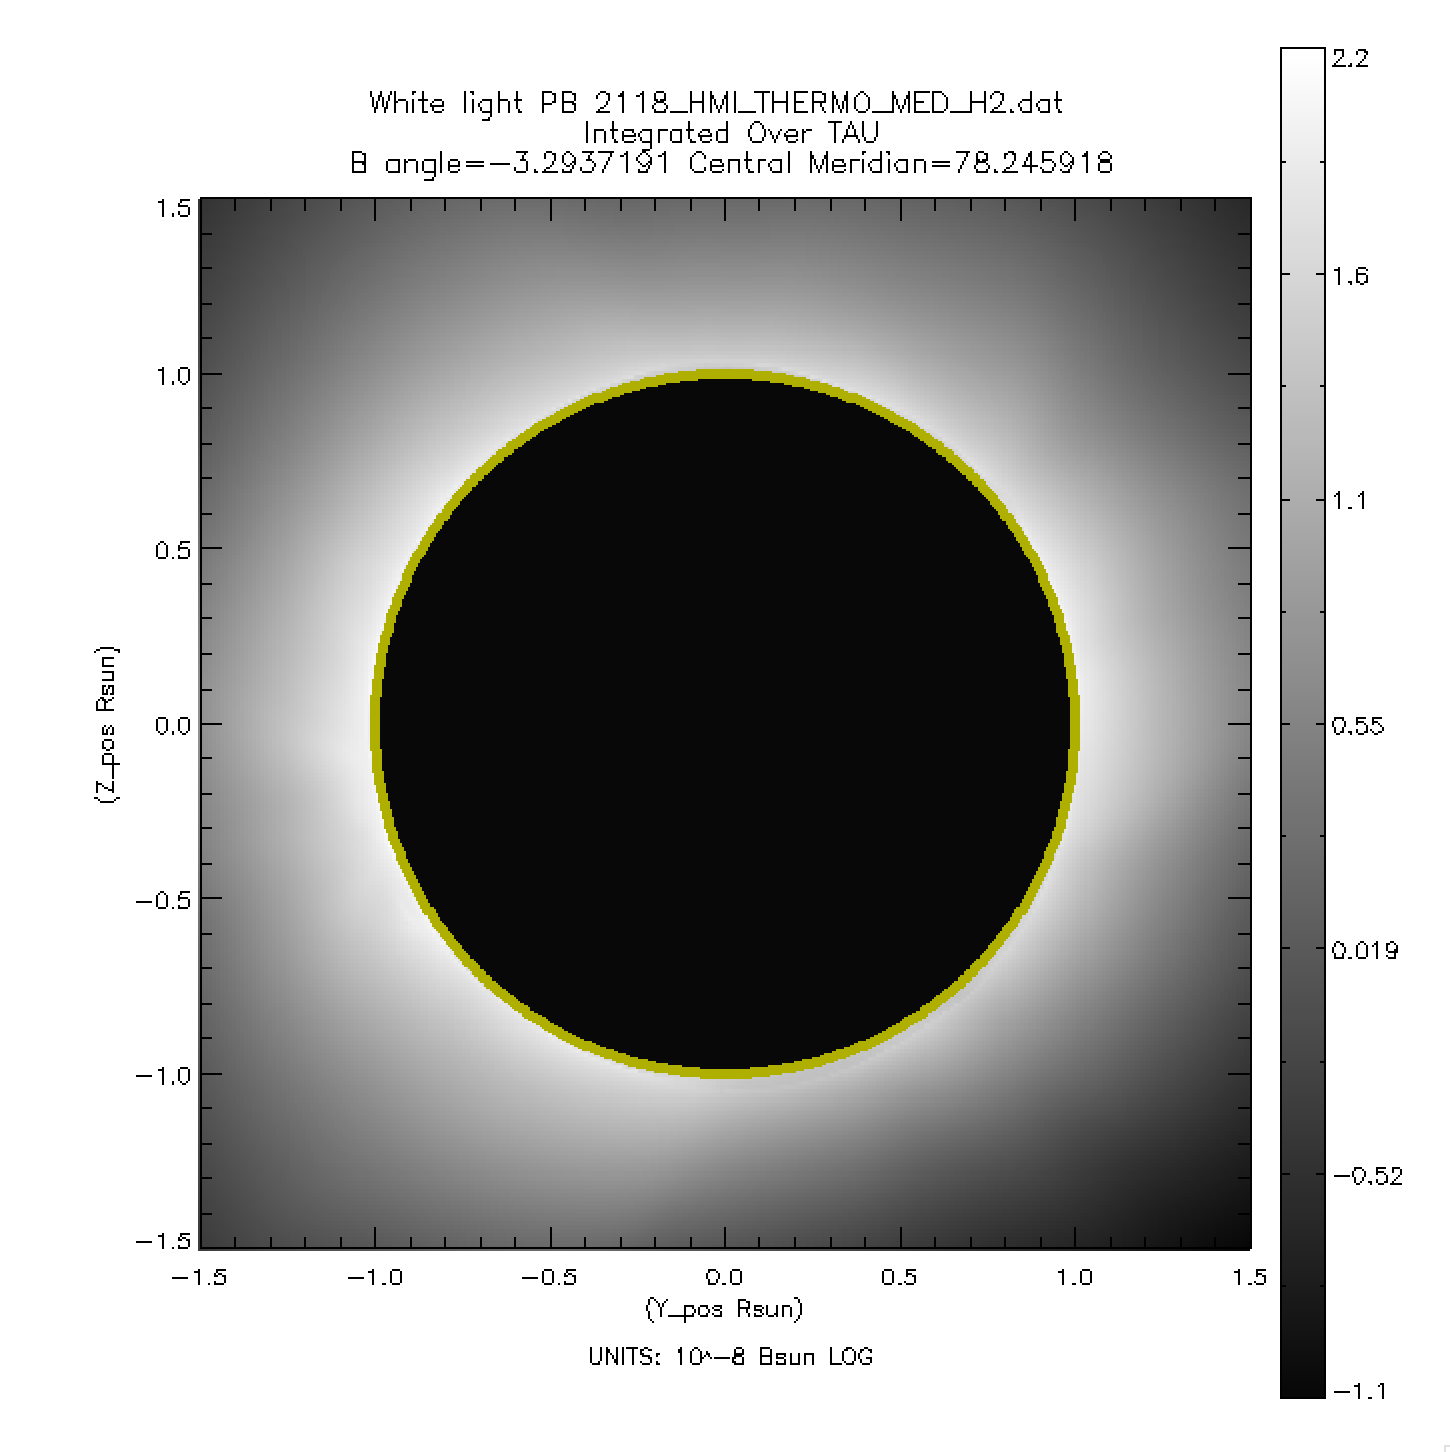 White light PB 2118_HMI_THERMO_MED_H2.dat
Integrated Over TAU
B angle=-3.2937191 Central Meridian=78.245918
2.2
1.6
1.1
0.55
0.019
-0.52
-1.1
1.5
1.0
0.5
0.0
-0.5
-1.0
-1.5
(Z_pos Rsun)
-1.5 -1.0 -0.5 0.0 0.5 1.0 1.5
(Y_pos Rsun)
UNITS: 10^-8 Bsun LOG